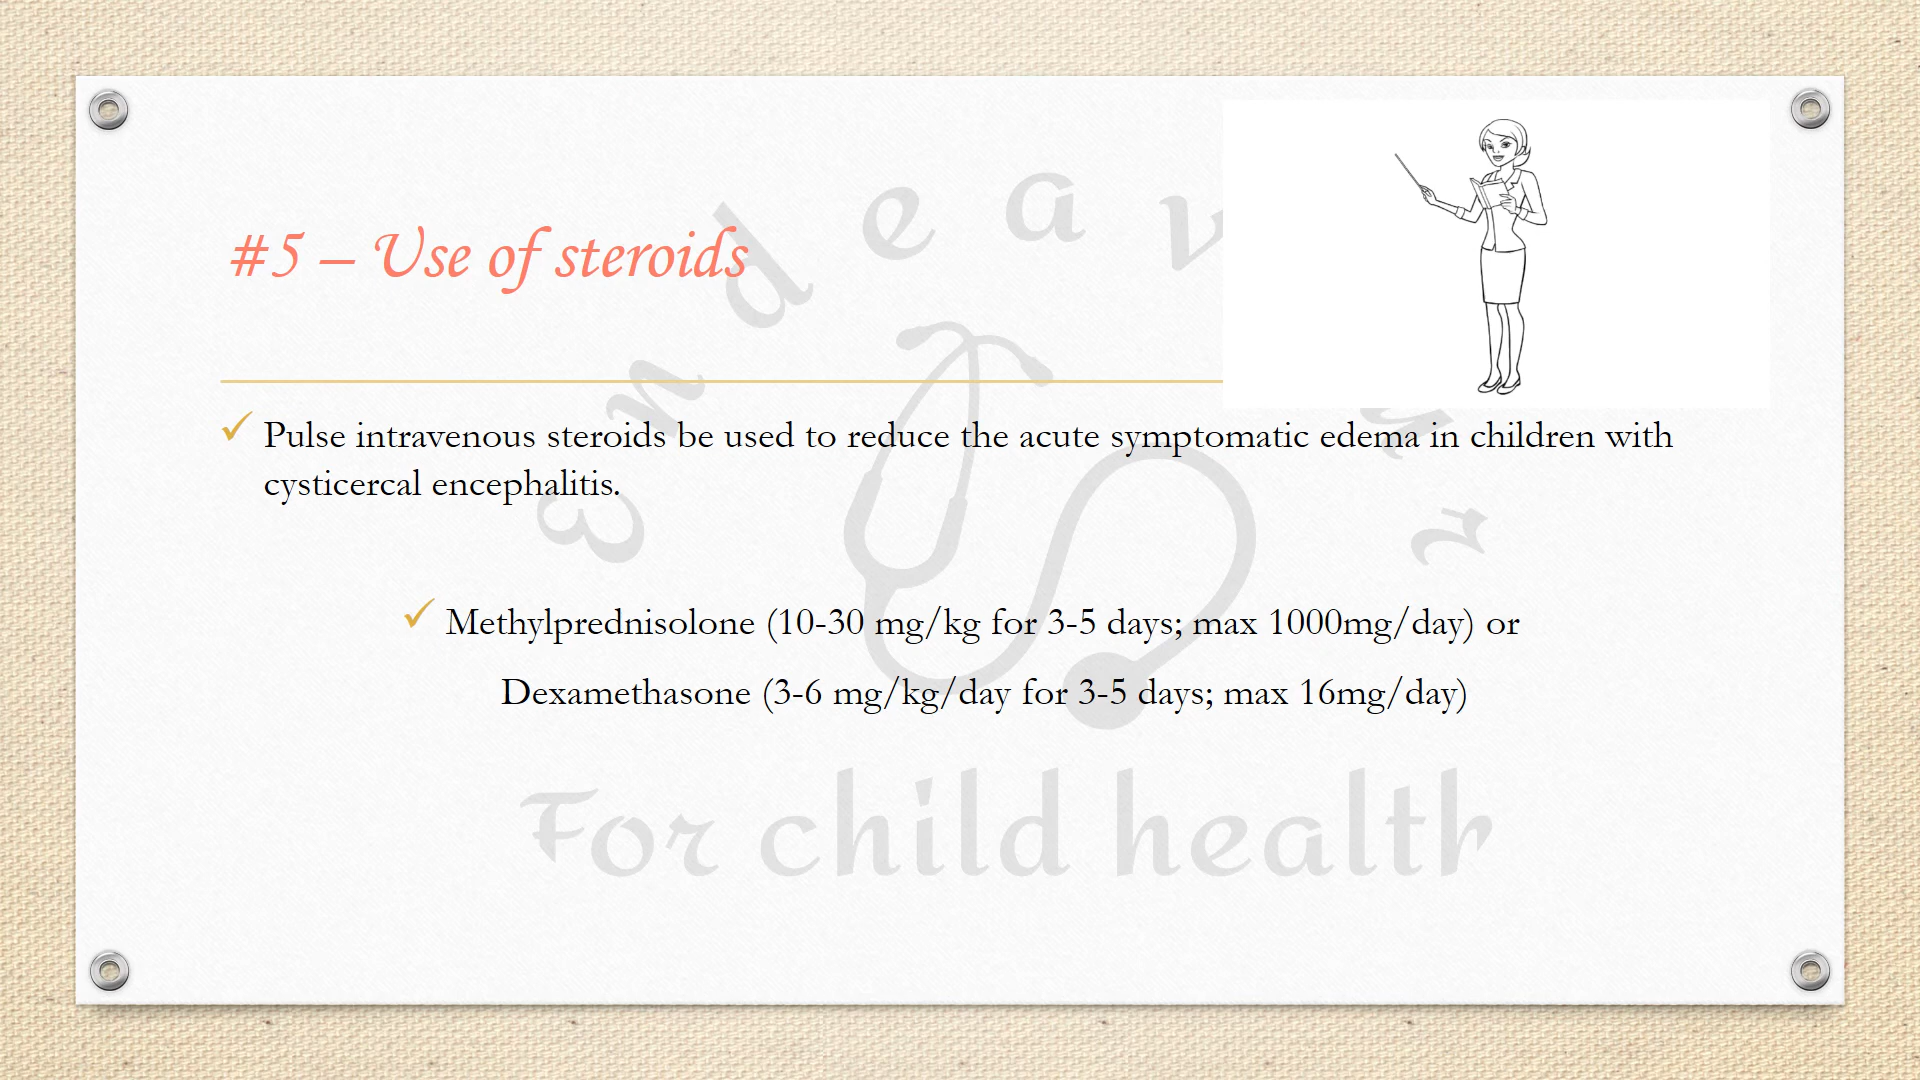 #5 – Use of steroids
Pulse intravenous steroids be used to reduce the acute symptomatic edema in children with
cysticercal encephalitis.
Methylprednisolone (10-30 mg/kg for 3-5 days; max 1000mg/day) or
Dexamethasone (3-6 mg/kg/day for 3-5 days; max 16mg/day)
For child health